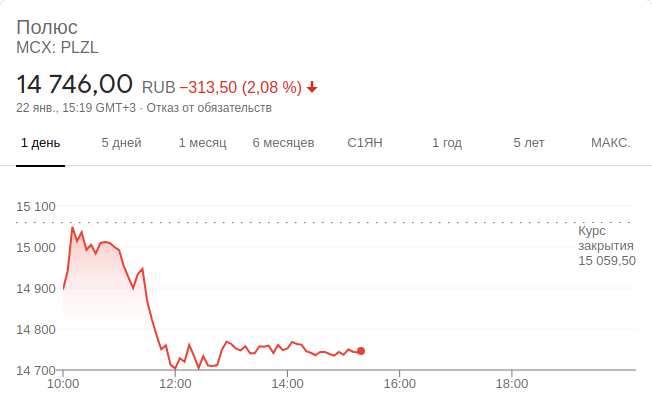 Полюс
MCX: PLZL
14 746,00 RUB −313,50 (2,08 %)
22 янв., 15:19 GMT+3 · Отказ от обязательств
1 день 5 дней 1 месяц 6 месяцев С1ЯН 1 год 5 лет МАКС.
15 100
Курс
закрытия
15 059,50
15 000
14 900
14 800
14 700
10:00 12:00 14:00 16:00 18:00